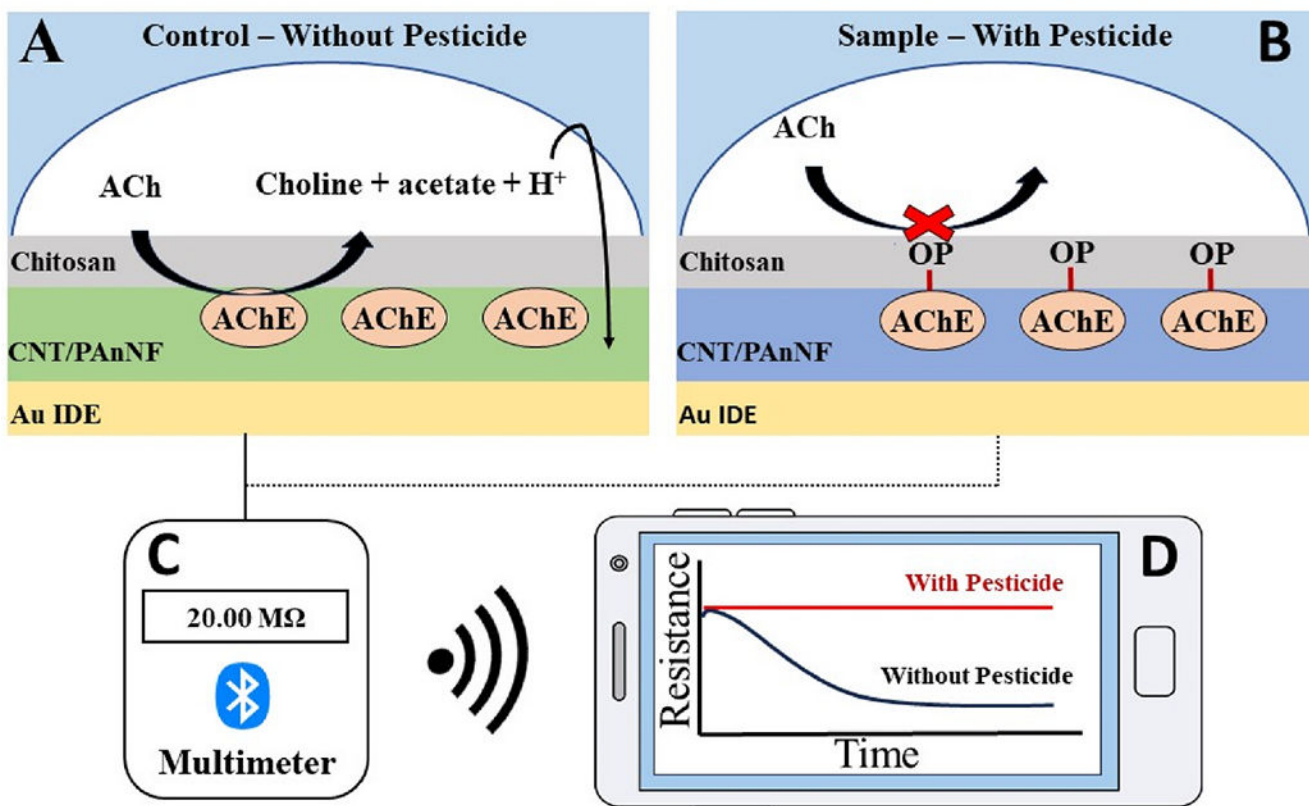 A
Control – Without Pesticide
ACh
Choline + acetate + H⁺
Chitosan
AChE
AChE
AChE
CNT/PAnNF
Au IDE
Sample – With Pesticide
B
ACh
OP
OP
OP
Chitosan
AChE
AChE
AChE
CNT/PAnNF
Au IDE
C
20.00 MΩ
Multimeter
D
Resistance
With Pesticide
Without Pesticide
Time